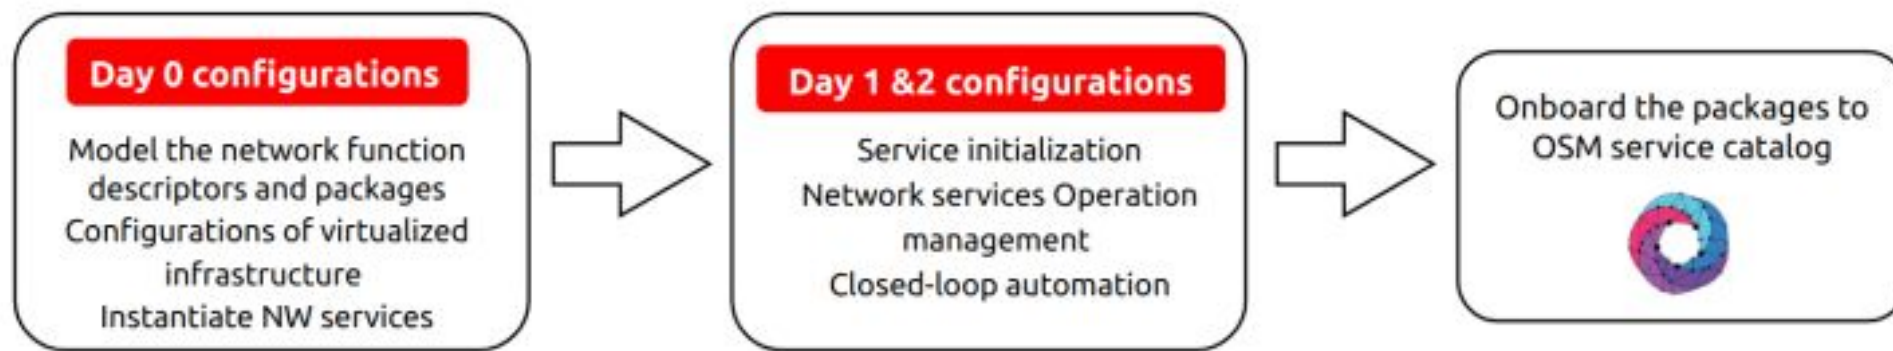 Day 0 configurations
Model the network function
descriptors and packages
Configurations of virtualized
infrastructure
Instantiate NW services
Day 1 &2 configurations
Service initialization
Network services Operation
management
Closed-loop automation
Onboard the packages to
OSM service catalog